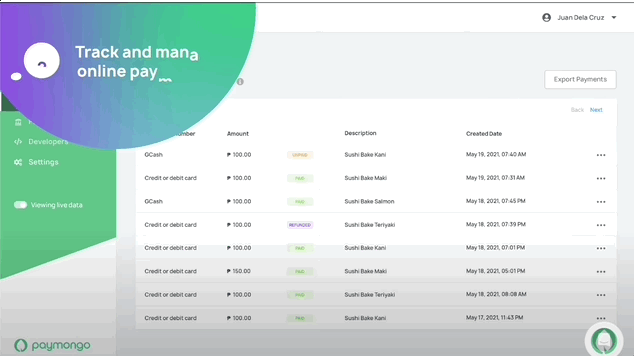 Juan Dela Cruz
Track and mana
online paym
Export Payments
Back Next
umber Amount Description Created Date
GCash ₱ 100.00 Sushi Bake Kani May 19, 2021, 07:40 AM
Credit or debit card ₱ 100.00 PAID Sushi Bake Maki May 19, 2021, 07:31 AM
GCash ₱ 100.00 PAID Sushi Bake Salmon May 18, 2021, 07:45 PM
Credit or debit card ₱ 100.00 REFUNDED Sushi Bake Teriyaki May 18, 2021, 07:39 PM
Credit or debit card ₱ 100.00 PAID Sushi Bake Kani May 18, 2021, 07:01 PM
Credit or debit card ₱ 150.00 PAID Sushi Bake Maki May 18, 2021, 05:01 PM
Credit or debit card ₱ 100.00 PAID Sushi Bake Teriyaki May 18, 2021, 08:08 AM
Credit or debit card ₱ 100.00 PAID Sushi Bake Kani May 17, 2021, 11:43 PM
Developers
Settings
Viewing live data
paymongo